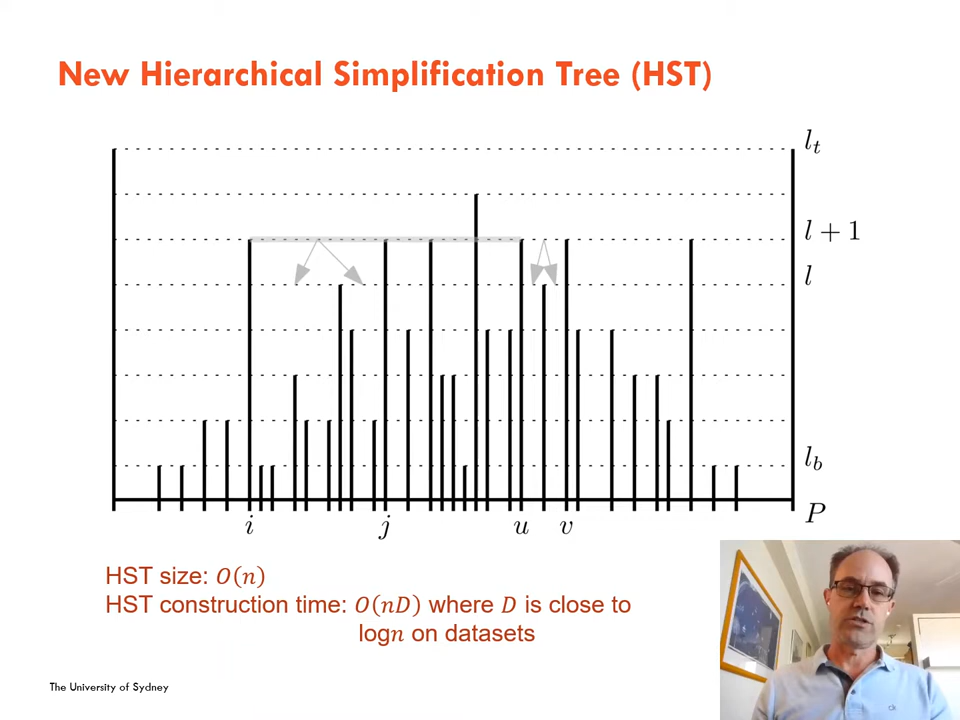 New Hierarchical Simplification Tree (HST)
l_t
l + 1
l
l_b
P
i j u v
HST size: O(n)
HST construction time: O(nD) where D is close to
logn on datasets
The University of Sydney